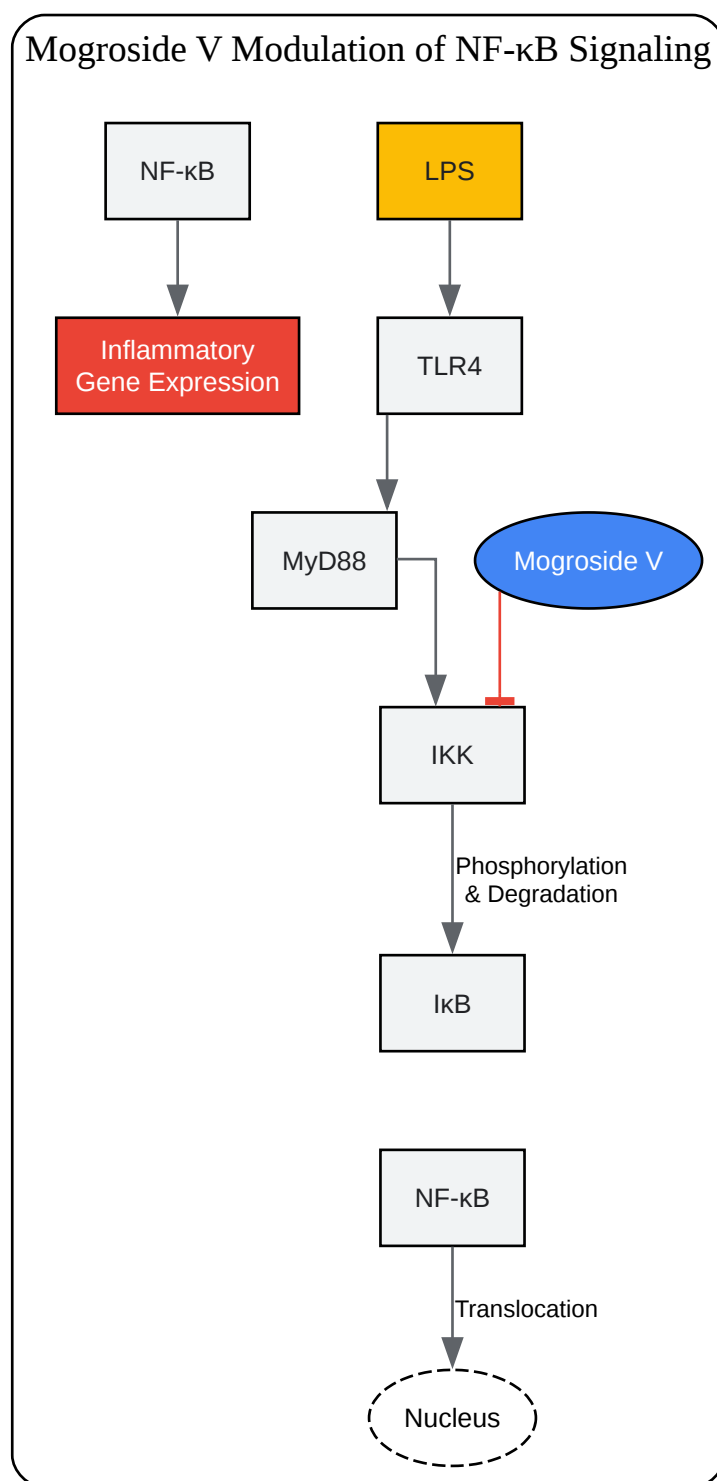 Mogroside V Modulation of NF-κB Signaling
NF-κB
LPS
Inflammatory
Gene Expression
TLR4
MyD88
Mogroside V
IKK
Phosphorylation
& Degradation
IκB
NF-κB
Translocation
Nucleus